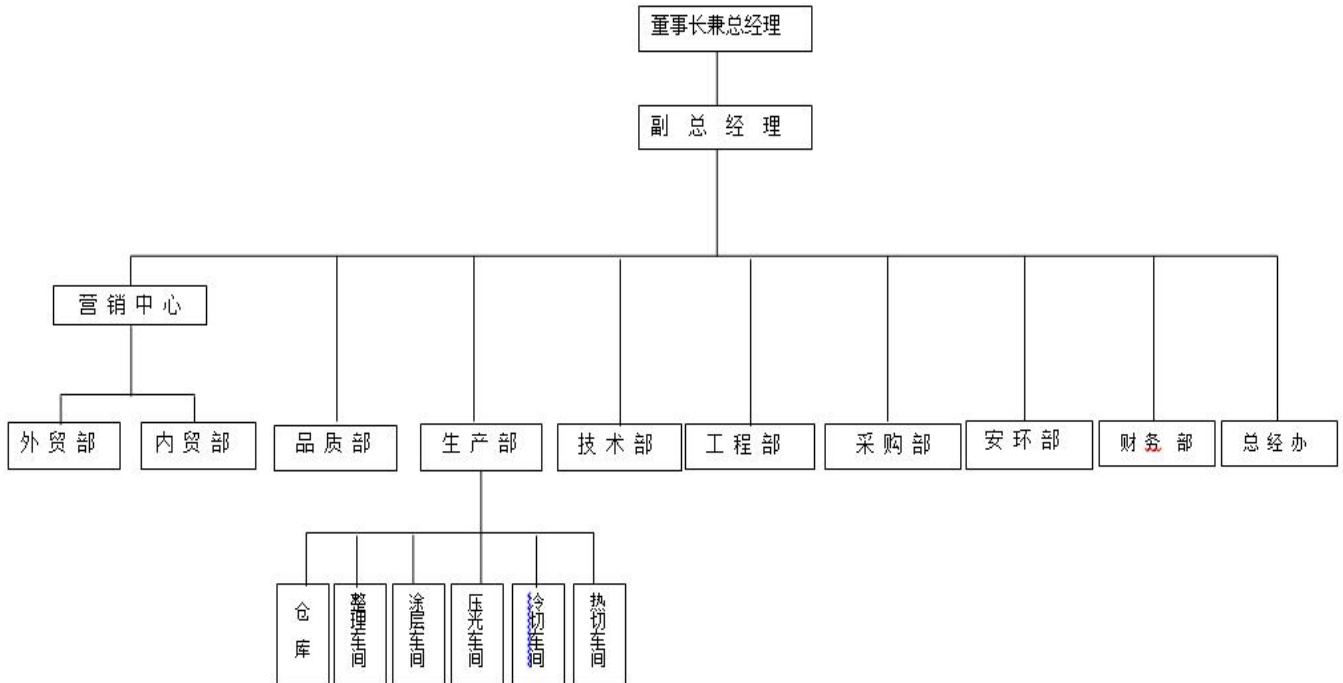 董事长兼总经理
副总经理
营销中心
外贸部
内贸部
品质部
生产部
技术部
工程部
采购部
安环部
财务部
总经办
仓库
整理车间
涂层车间
压光车间
冷切车间
热切车间